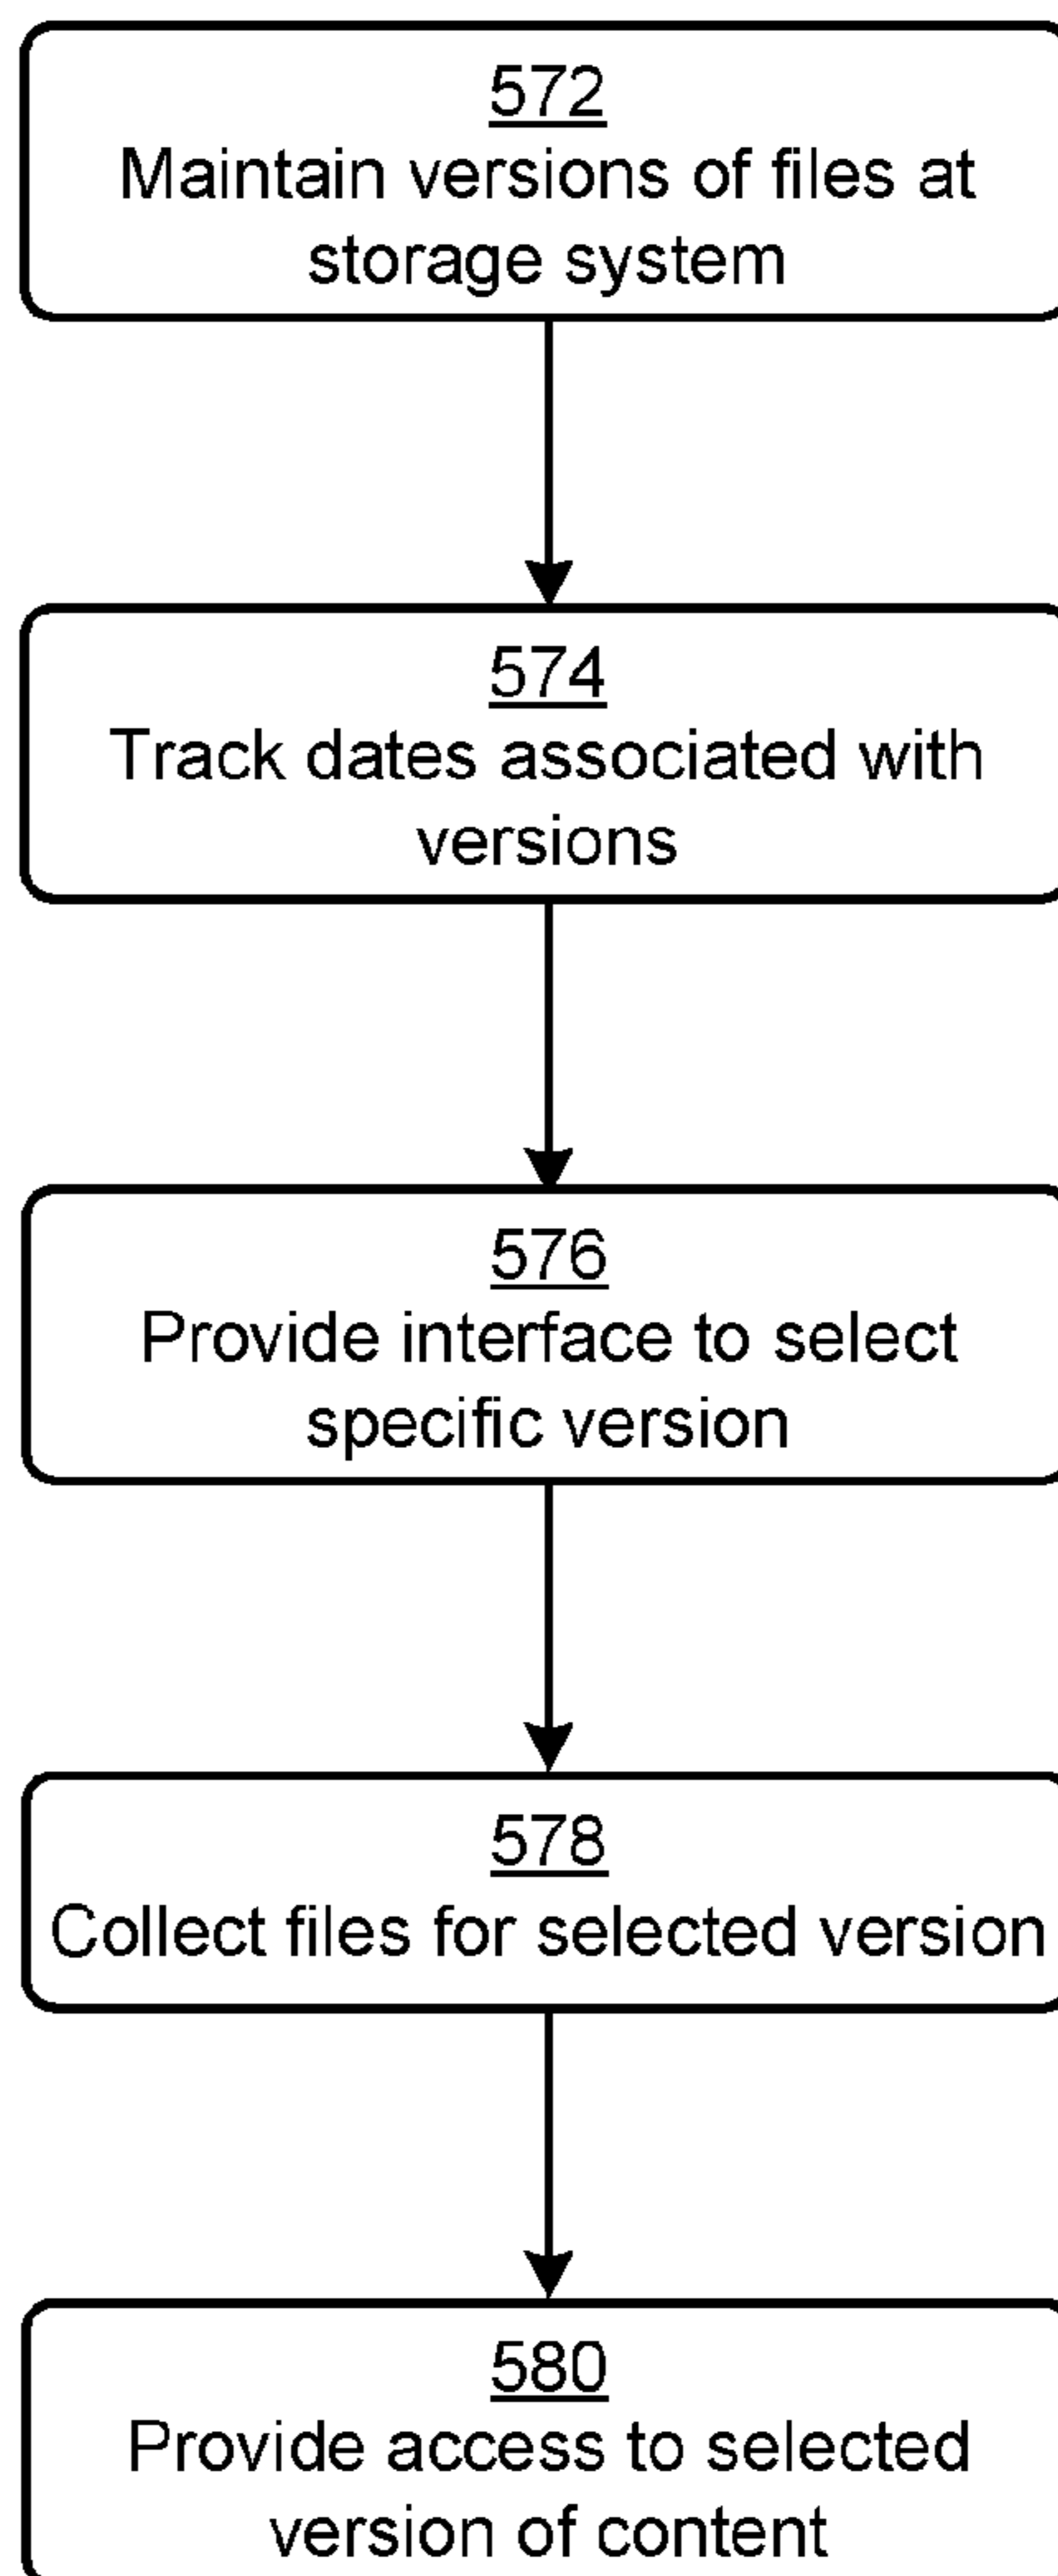 572
Maintain versions of files at
storage system
574
Track dates associated with
versions
576
Provide interface to select
specific version
578
Collect files for selected version
580
Provide access to selected
version of content